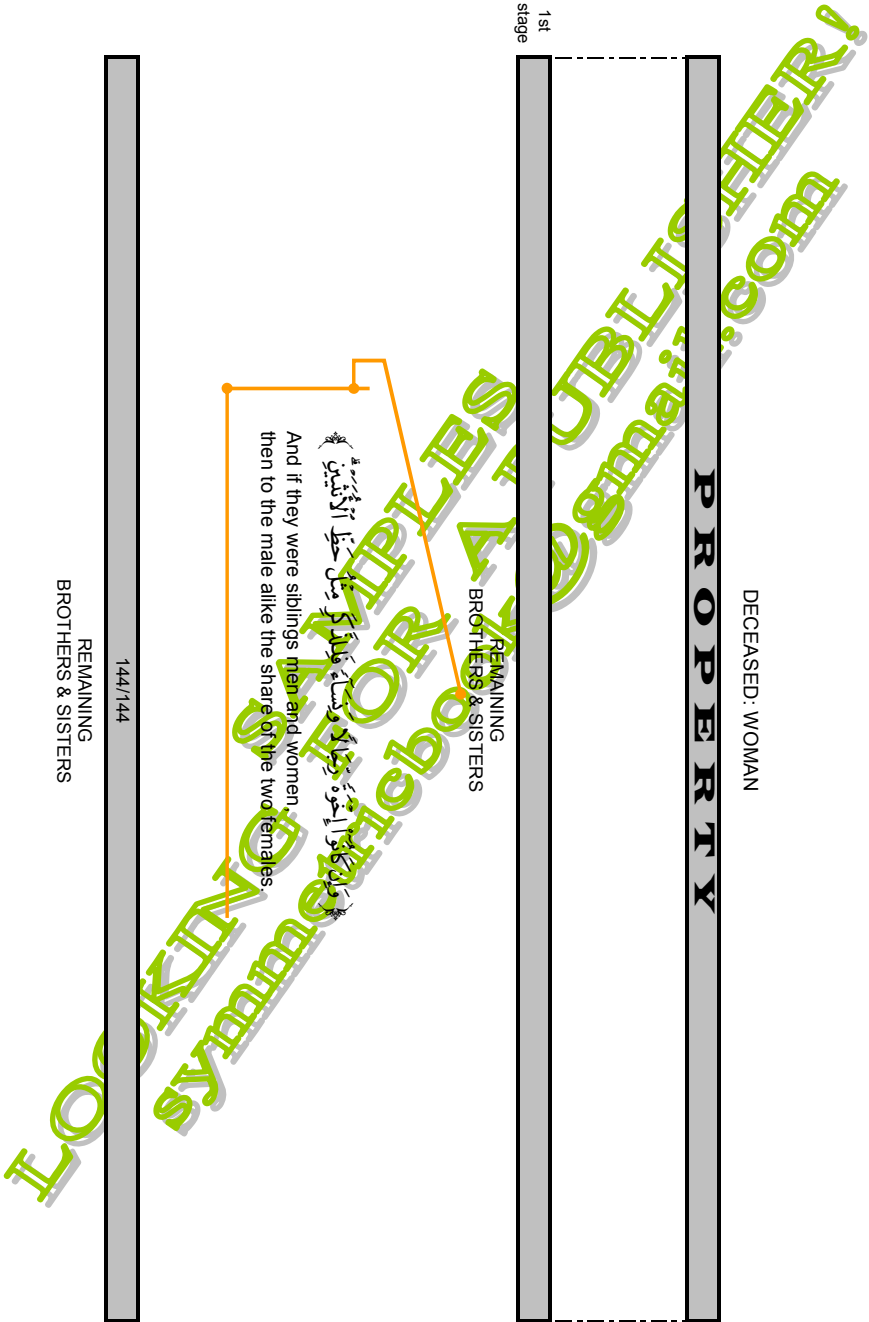 DECEASED: WOMAN
PROPERTY
1st
stage
REMAINING
BROTHERS & SISTERS
﴿وَإِن كَانُوٓا۟ إِخْوَةً رِّجَالًا وَنِسَآءً فَلِلذَّكَرِ مِثْلُ حَظِّ ٱلْأُنثَيَيْنِ﴾
And if they were siblings men and women,
then to the male alike the share of the two females.
144/144
REMAINING
BROTHERS & SISTERS
SAMPLES
LOOKING FOR A PUBLISHER!
symmetricbook@gmail.com